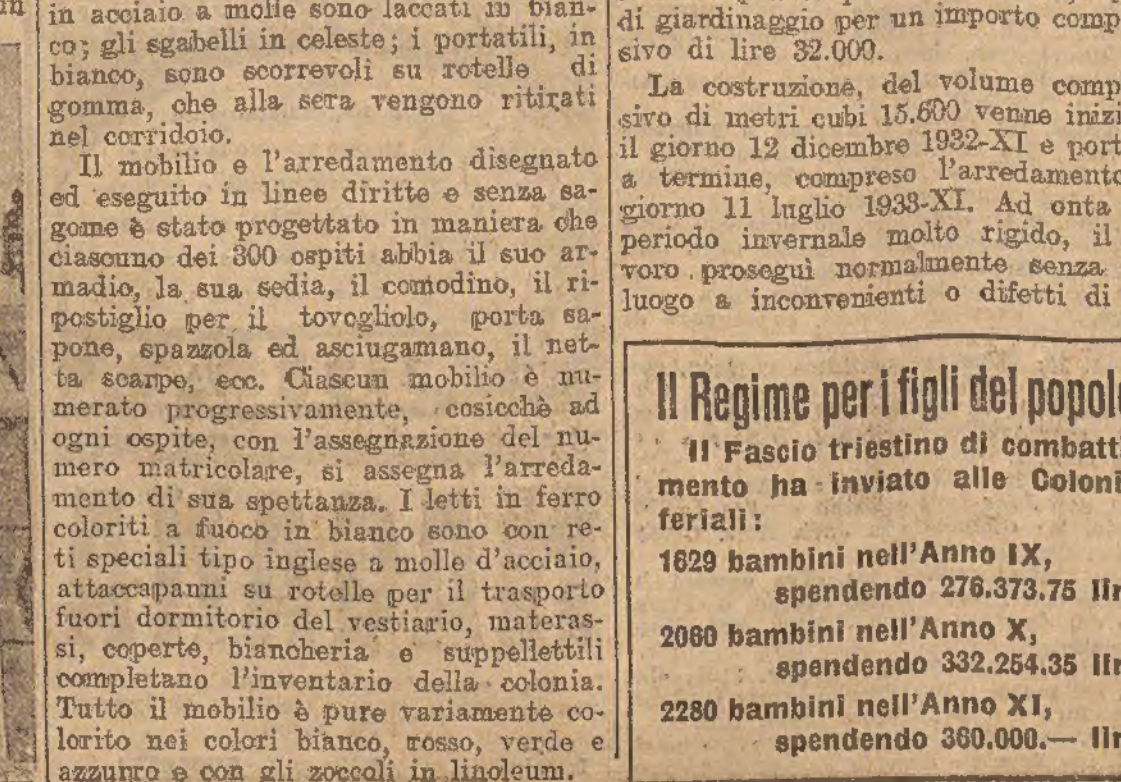 in acciaio a molle sono laccati in bian-
co; gli sgabelli in celeste; i portatili, in
bianco, sono scorrevoli su rotelle di
gomma, che alla sera vengono ritirati
nel corridoio.
Il mobilio e l'arredamento disegnato
ed eseguito in linee diritte e senza sa-
gome è stato progettato in maniera che
ciascuno dei 300 ospiti abbia il suo ar-
madio, la sua sedia, il comodino, il ri-
postiglio per il tovogliolo, porta sa-
pone, spazzola ed asciugamano, il net-
ta scarpe, ecc. Ciascun mobilio è nu-
merato progressivamente, cosicchè ad
ogni ospite, con l'assegnazione del nu-
mero matricolare, si assegna l'arreda-
mento di sua spettanza. I letti in ferro
coloriti a fuoco in bianco sono con re-
ti speciali tipo inglese a molle d'acciaio,
attaccapanni su rotelle per il trasporto
fuori dormitorio del vestiario, materas-
si, coperte, biancheria e suppellettili
completano l'inventario della colonia.
Tutto il mobilio è pure variamente co-
lorito nei colori bianco, rosso, verde e
azzurro e con gli zoccoli in linoleum.
di giardinaggio per un importo comp
sivo di lire 32.000.
La costruzione, del volume comp
sivo di metri cubi 15.600 venne inizi
il giorno 12 dicembre 1932-XI e port
a termine, compreso l'arredamento
giorno 11 luglio 1933-XI. Ad onta
periodo invernale molto rigido, il
voro proseguì normalmente senza
luogo a inconvenienti o difetti di
Il Regime per i figli del popolo
Il Fascio triestino di combatti
mento ha inviato alle Coloni
feriali:
1629 bambini nell'Anno IX,
spendendo 276.373.75 lir
2060 bambini nell'Anno X,
spendendo 332.254.35 lir
2280 bambini nell'Anno XI,
spendendo 360.000.— lir